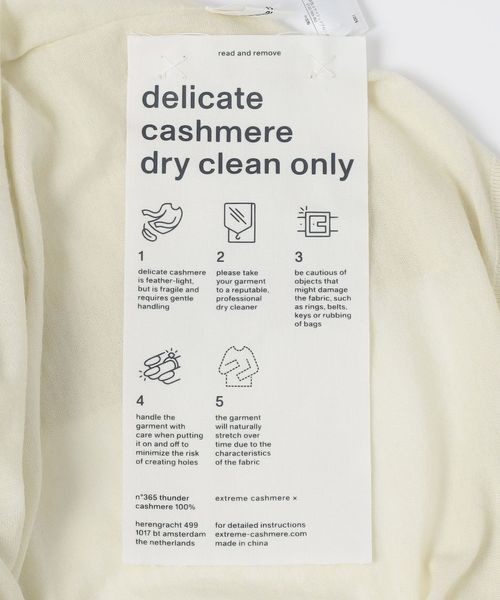 read and remove
delicate
cashmere
dry clean only
1
delicate cashmere
is feather-light,
but is fragile and
requires gentle
handling
2
please take
your garment
to a reputable,
professional
dry cleaner
3
be cautious of
objects that
might damage
the fabric, such
as rings, belts,
keys or rubbing
of bags
4
handle the
garment with
care when putting
it on and off to
minimize the risk
of creating holes
5
the garment
will naturally
stretch over
time due to the
characteristics
of the fabric
n°365 thunder
cashmere 100%
extreme cashmere ×
herengracht 499
1017 bt amsterdam
the netherlands
for detailed instructions
extreme-cashmere.com
made in china